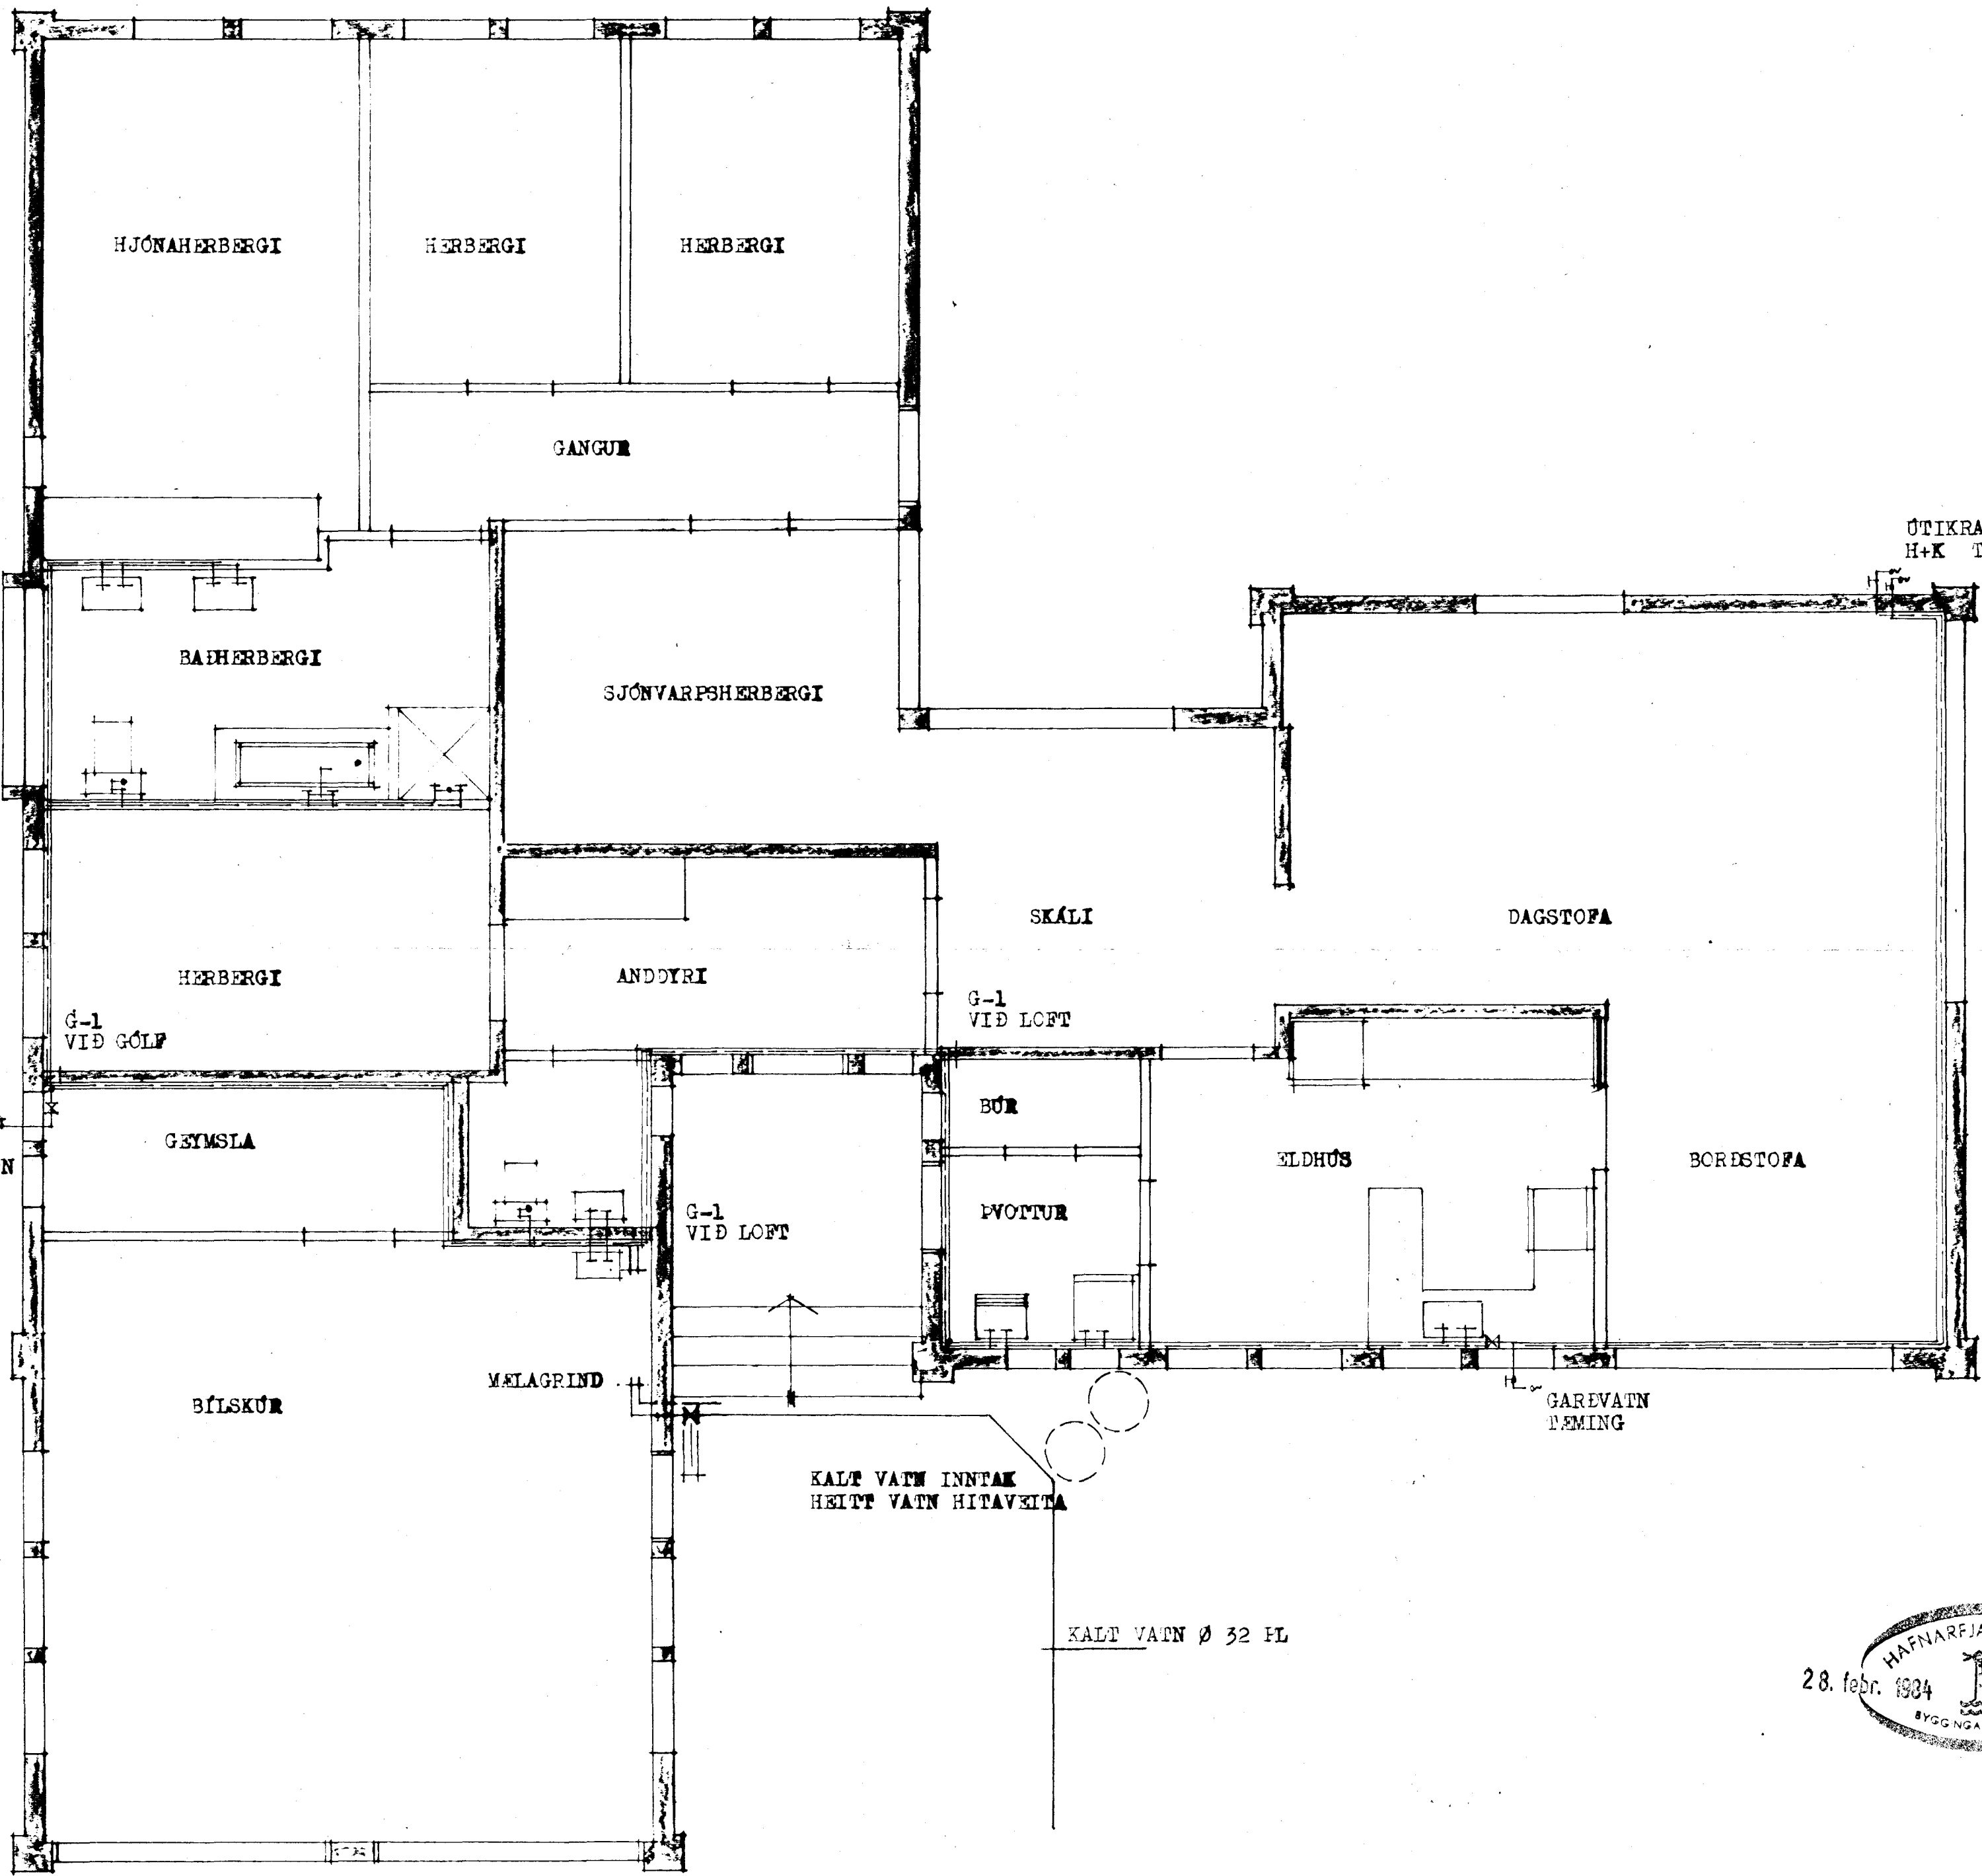 HJÓNAHERBERGI
HERBERGI
HERBERGI
GANGUR
ÚTIKRA
H+K T
BAÐHERBERGI
SJÓNVARPSHERBERGI
SKÁLI
DAGSTOFA
HERBERGI
ANDDYRI
G-1
VIÐ GÓLF
G-1
VIÐ LOFT
BÚR
GEYMSLA
N
ELDHÚS
BORÐSTOFA
G-1
VIÐ LOFT
ÞVOTTUR
MÆLAGRIND
BÍLSKÚR
GARÐVATN
TÆMING
KALT VATN INNTAK
HEITT VATN HITAVEITA
KALT VATN Ø 32 PL
HAFNARFJA
28. febr. 1984
BYGGINGA